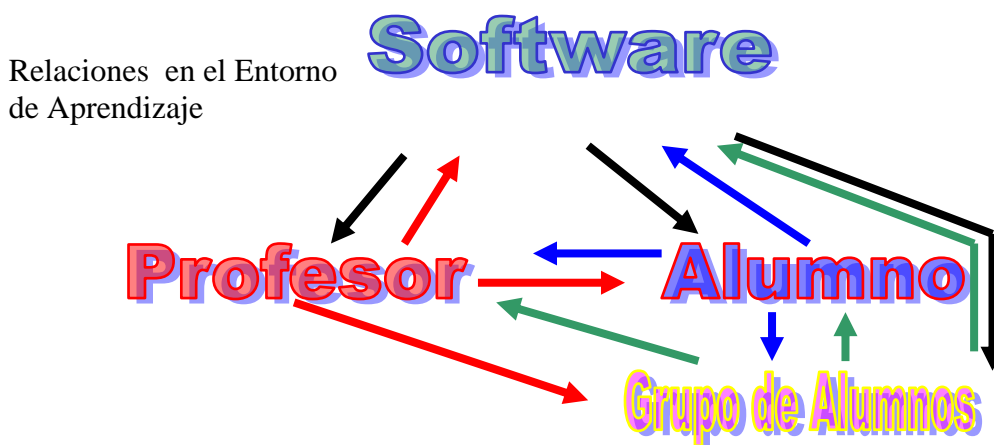 Software
Relaciones en el Entorno
de Aprendizaje
Profesor
Alumno
Grupo de Alumnos